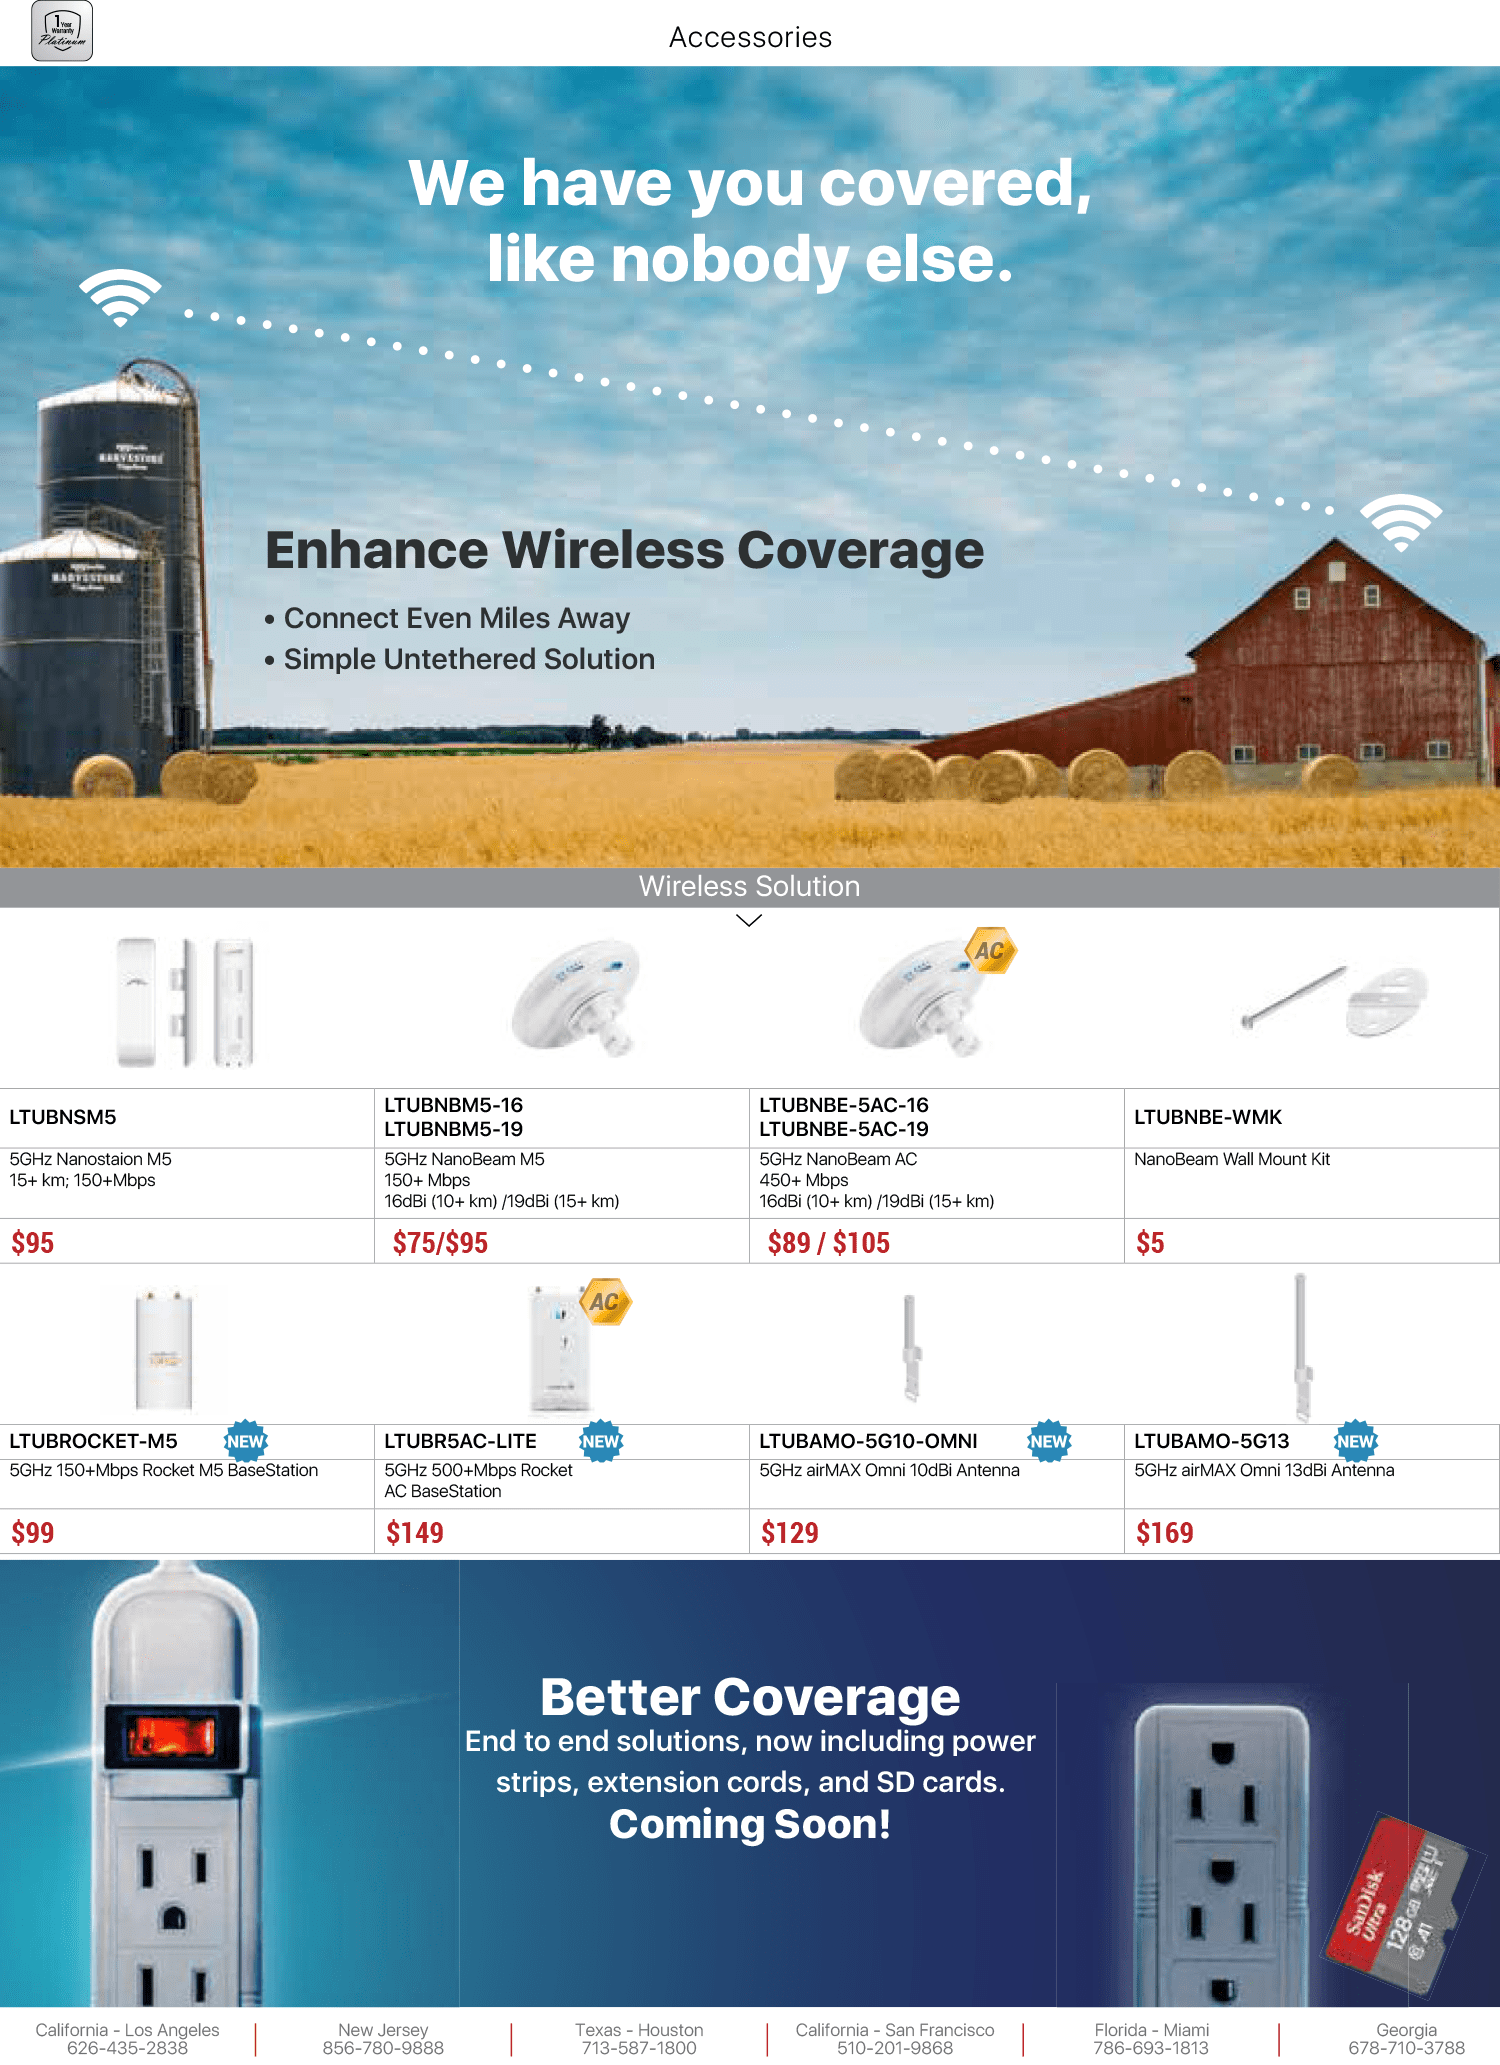 1 Year
Warranty
Platinum
Accessories
We have you covered,
like nobody else.
HARVESTORE
HARVESTORE
Enhance Wireless Coverage
• Connect Even Miles Away
• Simple Untethered Solution
Wireless Solution
AC
LTUBNSM5
LTUBNBM5-16
LTUBNBM5-19
LTUBNBE-5AC-16
LTUBNBE-5AC-19
LTUBNBE-WMK
5GHz Nanostaion M5
15+ km; 150+Mbps
5GHz NanoBeam M5
150+ Mbps
16dBi (10+ km) /19dBi (15+ km)
5GHz NanoBeam AC
450+ Mbps
16dBi (10+ km) /19dBi (15+ km)
NanoBeam Wall Mount Kit
$95
$75/$95
$89 / $105
$5
AC
LTUBROCKET-M5 NEW
LTUBR5AC-LITE NEW
LTUBAMO-5G10-OMNI NEW
LTUBAMO-5G13 NEW
5GHz 150+Mbps Rocket M5 BaseStation
5GHz 500+Mbps Rocket
AC BaseStation
5GHz airMAX Omni 10dBi Antenna
5GHz airMAX Omni 13dBi Antenna
$99
$149
$129
$169
Better Coverage
End to end solutions, now including power
strips, extension cords, and SD cards.
Coming Soon!
SanDisk
Ultra
128GB
A1
California - Los Angeles
626-435-2838
New Jersey
856-780-9888
Texas - Houston
713-587-1800
California - San Francisco
510-201-9868
Florida - Miami
786-693-1813
Georgia
678-710-3788